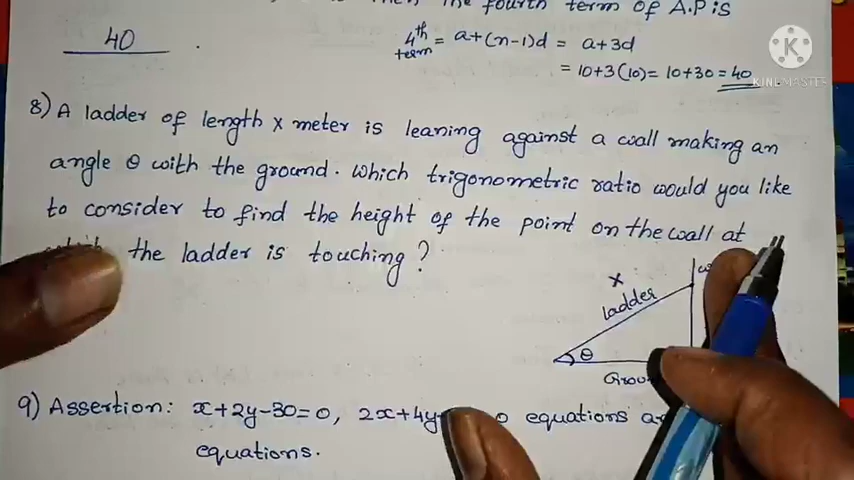 the fourth term of A.P is
40
4th term = a+(n-1)d = a+3d
= 10+3(10) = 10+30 = 40
KINEMASTER
8) A ladder of length x meter is leaning against a wall making an
angle θ with the ground. Which trigonometric ratio would you like
to consider to find the height of the point on the wall at
the ladder is touching?
x
ladder
θ
9) Assertion: x+2y-30=0, 2x+4y- equations
equations.